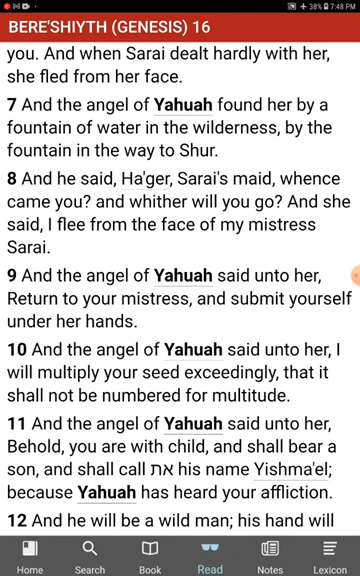 38% 7:48 PM
BERE'SHIYTH (GENESIS) 16
you. And when Sarai dealt hardly with her,
she fled from her face.
7 And the angel of Yahuah found her by a
fountain of water in the wilderness, by the
fountain in the way to Shur.
8 And he said, Ha'ger, Sarai's maid, whence
came you? and whither will you go? And she
said, I flee from the face of my mistress
Sarai.
9 And the angel of Yahuah said unto her,
Return to your mistress, and submit yourself
under her hands.
10 And the angel of Yahuah said unto her, I
will multiply your seed exceedingly, that it
shall not be numbered for multitude.
11 And the angel of Yahuah said unto her,
Behold, you are with child, and shall bear a
son, and shall call את his name Yishma'el;
because Yahuah has heard your affliction.
12 And he will be a wild man; his hand will
Home Search Book Read Notes Lexicon